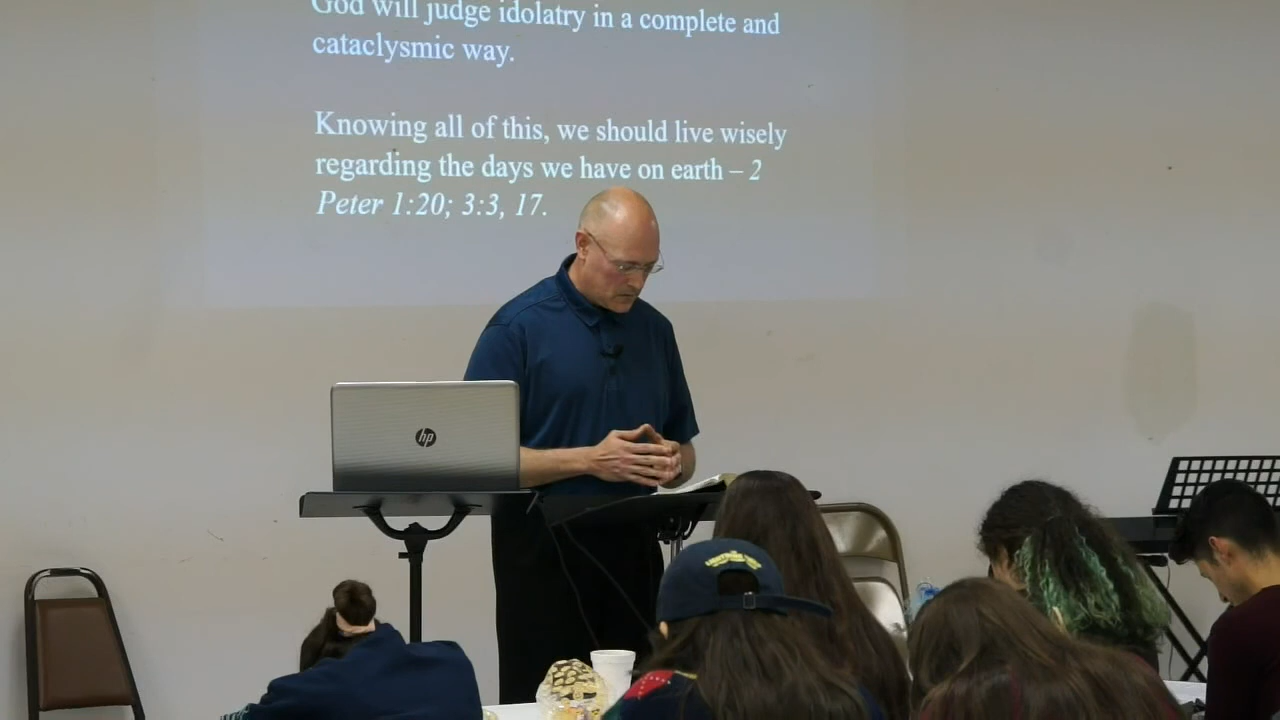 God will judge idolatry in a complete and
cataclysmic way.
Knowing all of this, we should live wisely
regarding the days we have on earth – 2
Peter 1:20; 3:3, 17.
hp